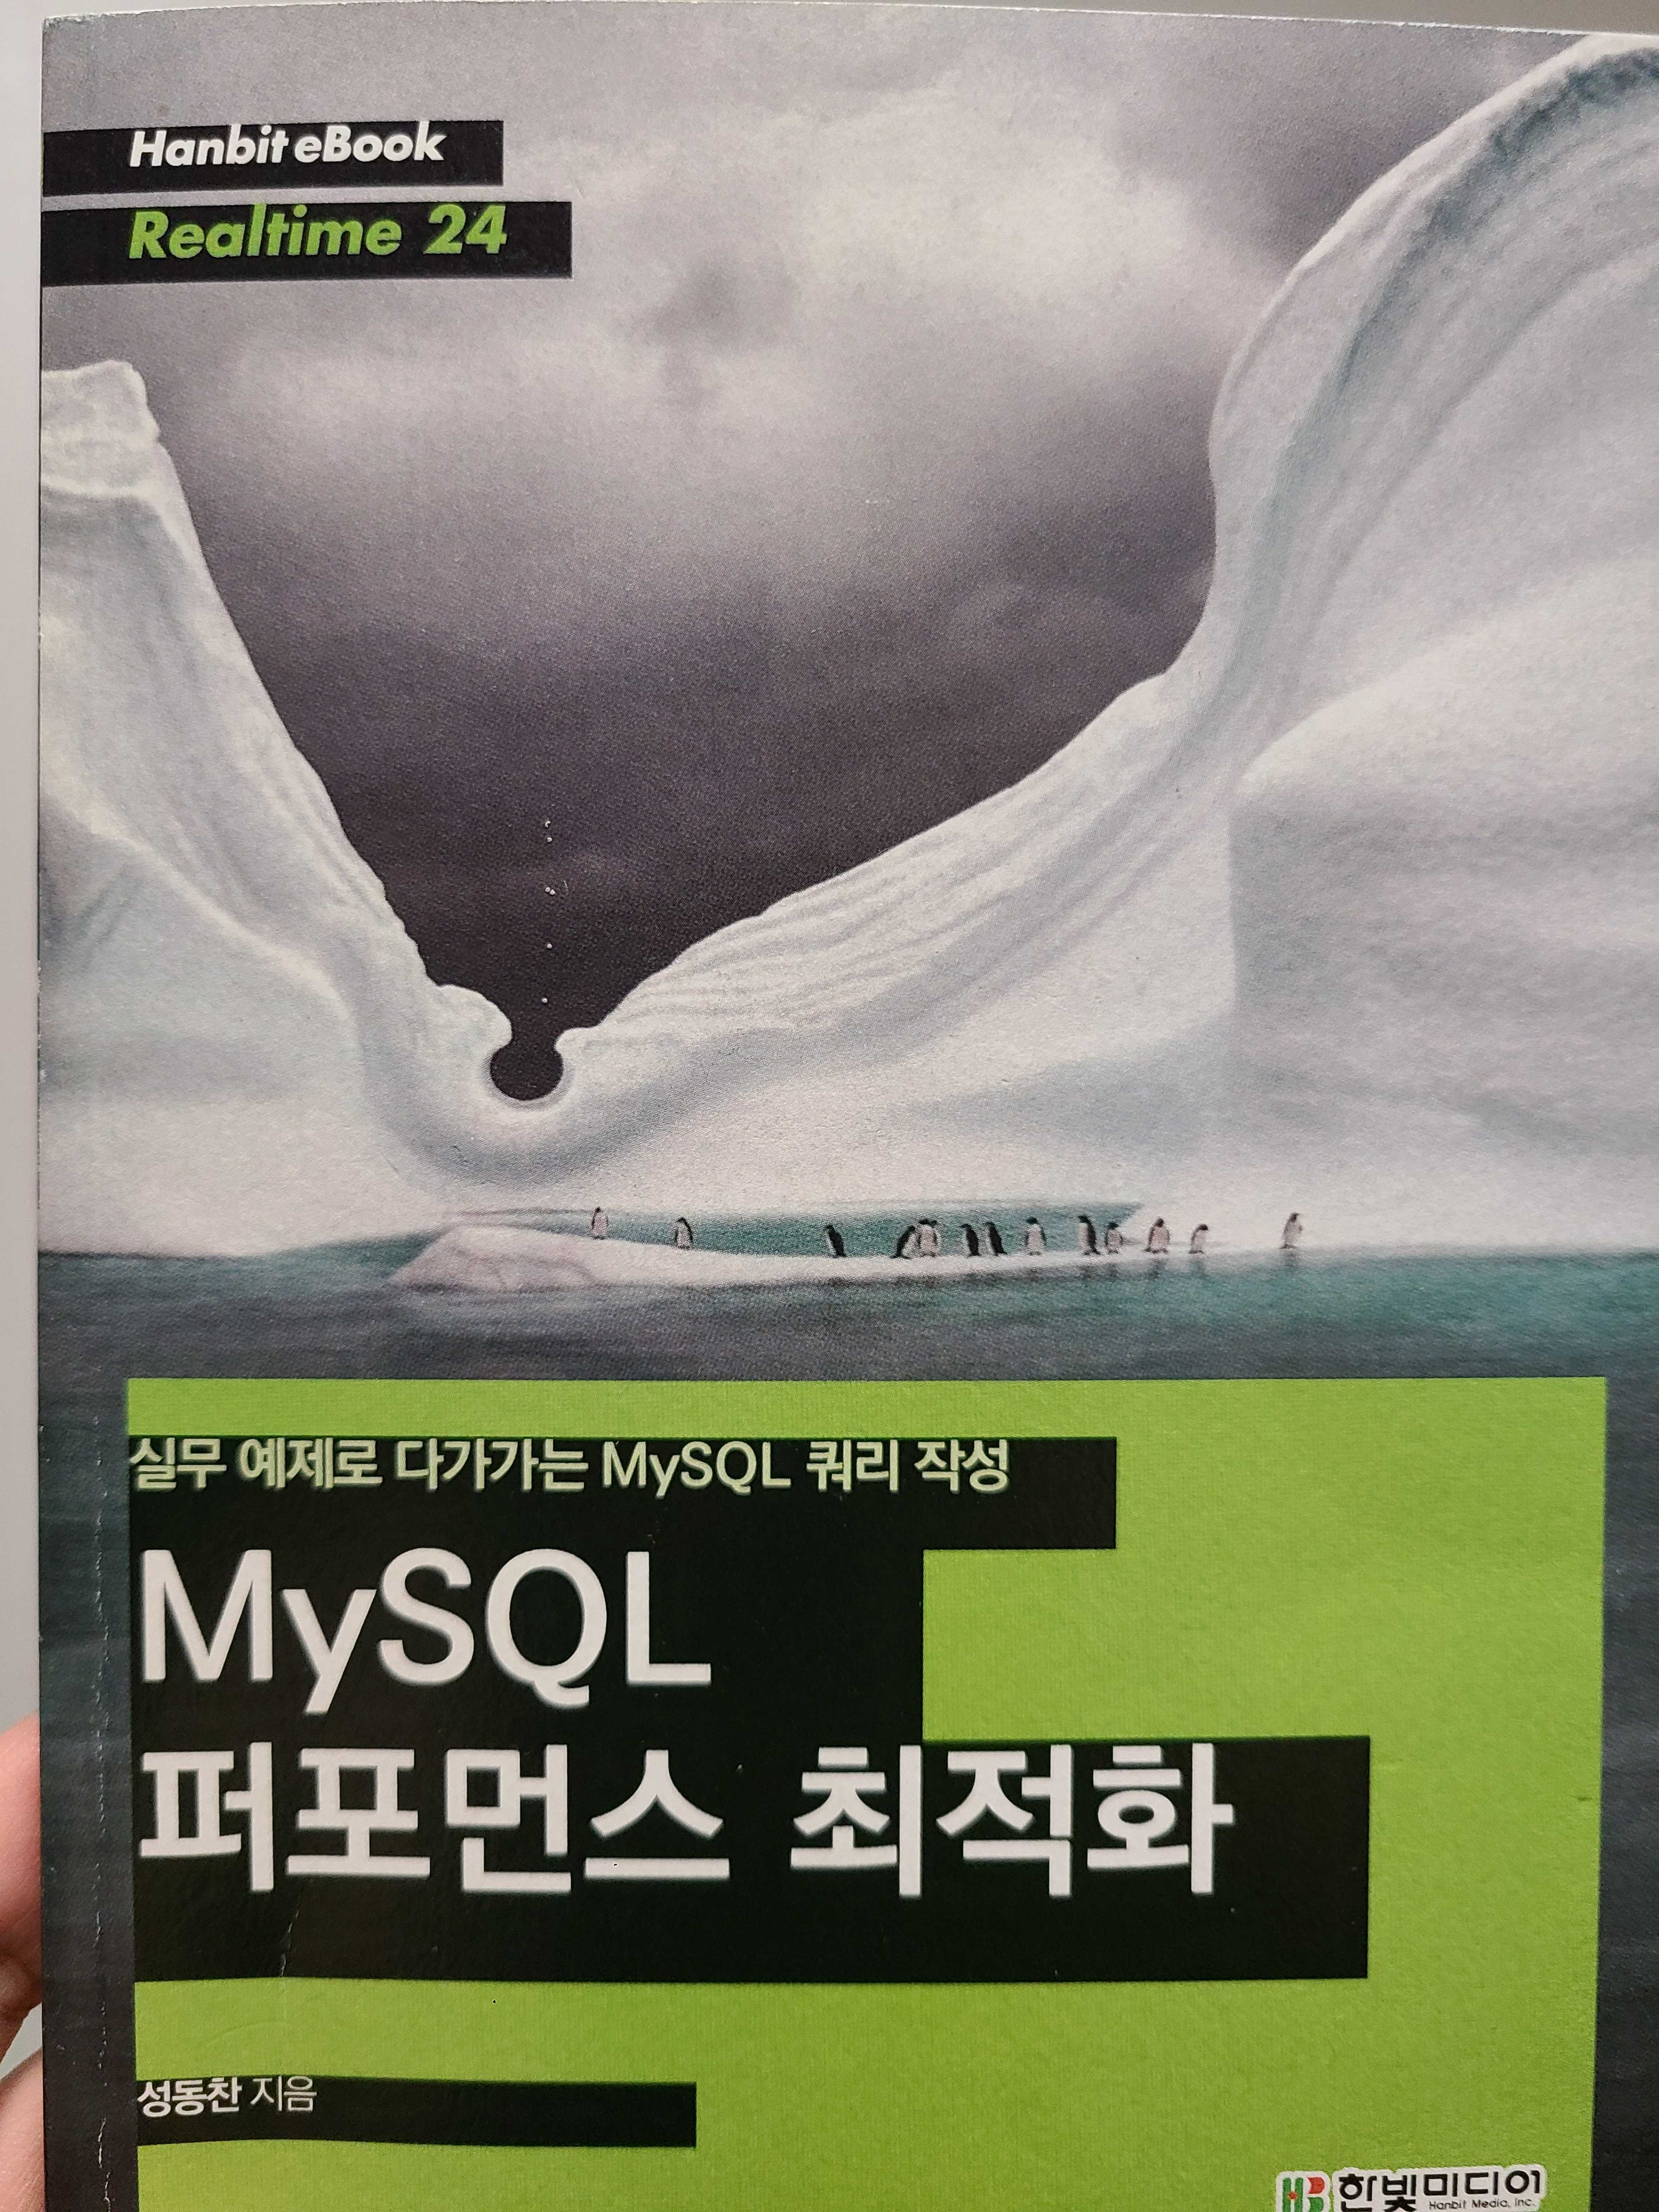 Hanbit eBook
Realtime 24
실무 예제로 다가가는 MySQL 쿼리 작성
MySQL
퍼포먼스 최적화
성동찬 지음
한빛미디어
Hanbit Media, Inc.